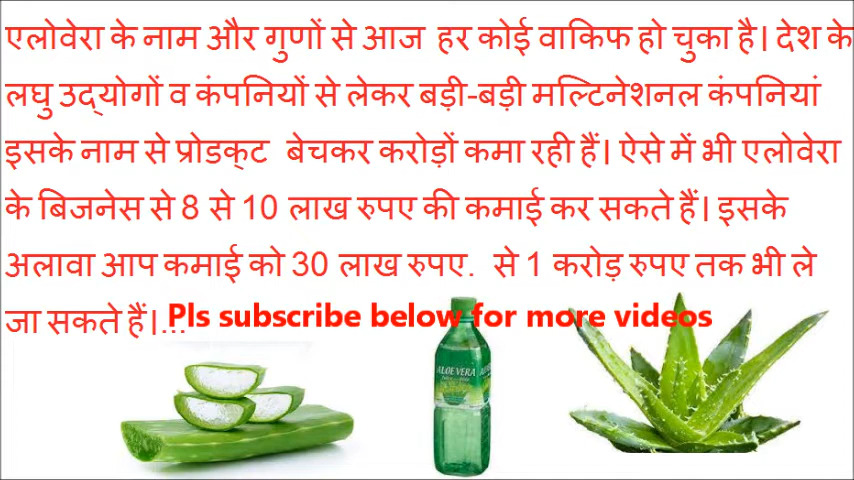 एलोवेरा के नाम और गुणों से आज हर कोई वाकिफ हो चुका है। देश के
लघु उद्‌योगों व कंपनियों से लेकर बड़ी-बड़ी मल्टिनेशनल कंपनियां
इसके नाम से प्रोडक्‌ट बेचकर करोड़ों कमा रही हैं। ऐसे में भी एलोवेरा
के बिजनेस से 8 से 10 लाख रुपए की कमाई कर सकते हैं। इसके
अलावा आप कमाई को 30 लाख रुपए. से 1 करोड़ रुपए तक भी ले
जा सकते हैं।... Pls subscribe below for more videos
ALOE VERA